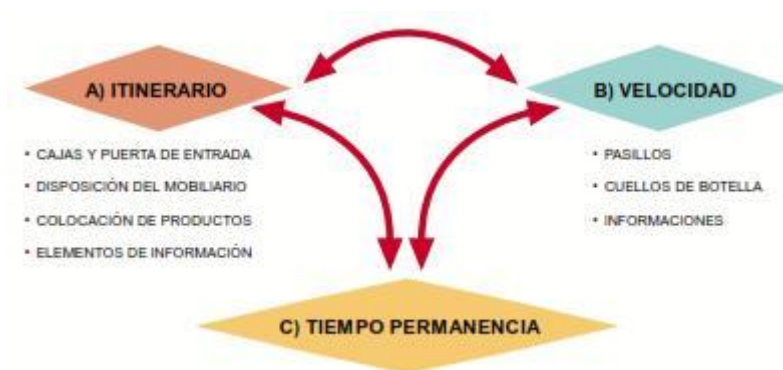 A) ITINERARIO
• CAJAS Y PUERTA DE ENTRADA
• DISPOSICIÓN DEL MOBILIARIO
• COLOCACIÓN DE PRODUCTOS
• ELEMENTOS DE INFORMACIÓN
B) VELOCIDAD
• PASILLOS
• CUELLOS DE BOTELLA
• INFORMACIONES
C) TIEMPO PERMANENCIA